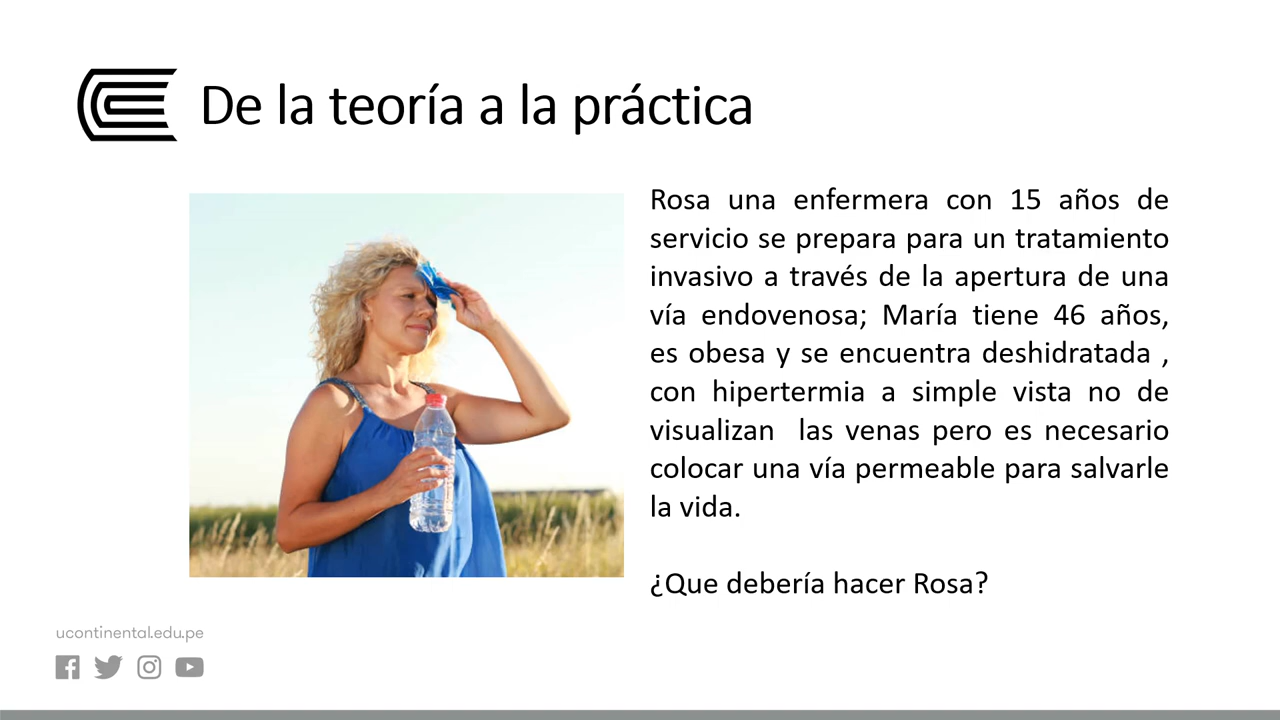 De la teoría a la práctica
Rosa una enfermera con 15 años de
servicio se prepara para un tratamiento
invasivo a través de la apertura de una
vía endovenosa; María tiene 46 años,
es obesa y se encuentra deshidratada ,
con hipertermia a simple vista no de
visualizan las venas pero es necesario
colocar una vía permeable para salvarle
la vida.
¿Que debería hacer Rosa?
ucontinental.edu.pe